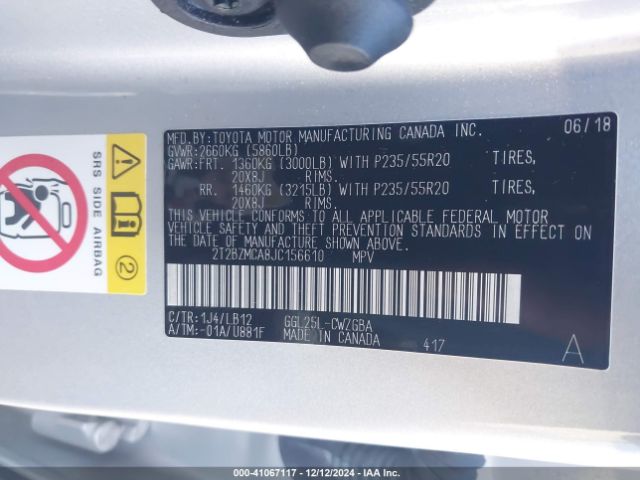 MFD. BY: TOYOTA MOTOR MANUFACTURING CANADA INC. 06/18
GVWR: 2660KG (5860LB)
GAWR: FRT. 1360KG (3000LB) WITH P235/55R20 TIRES,
20X8J RIMS.
RR. 1460KG (3215LB) WITH P235/55R20 TIRES,
20X8J RIMS.
THIS VEHICLE CONFORMS TO ALL APPLICABLE FEDERAL MOTOR
VEHICLE SAFETY AND THEFT PREVENTION STANDARDS IN EFFECT ON
THE DATE OF MANUFACTURE SHOWN ABOVE.
2T2BZMCA8JC156610 MPV
C/TR: 1J4/LB12 GGL25L-CWZGBA
A/TM: -01A/U881F MADE IN CANADA 417 A
SRS SIDE AIRBAG
2
000-41067117 - 12/12/2024 - IAA Inc.